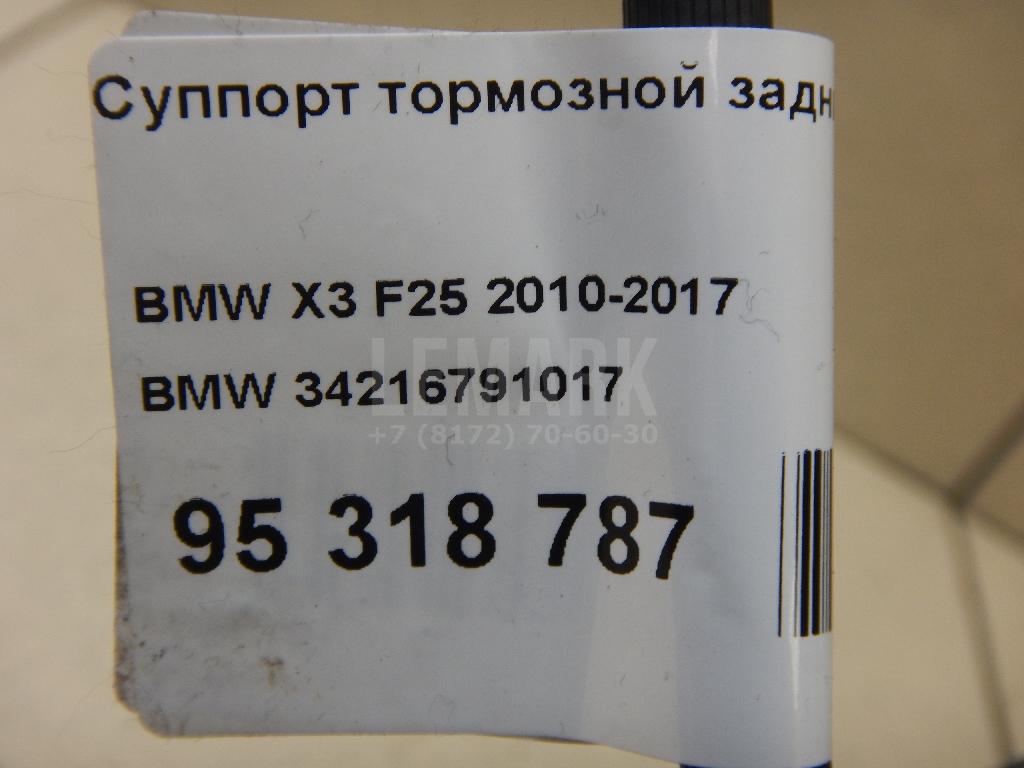 Суппорт тормозной задн
BMW X3 F25 2010-2017
BMW 34216791017
LEMARK
+7 (8172) 70-60-30
95 318 787